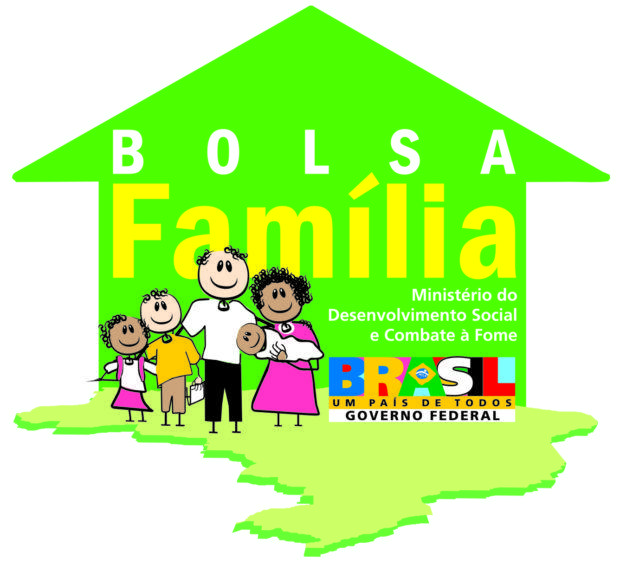 BOLSA
Família
Ministério do
Desenvolvimento Social
e Combate à Fome
BRASIL
UM PAÍS DE TODOS
GOVERNO FEDERAL